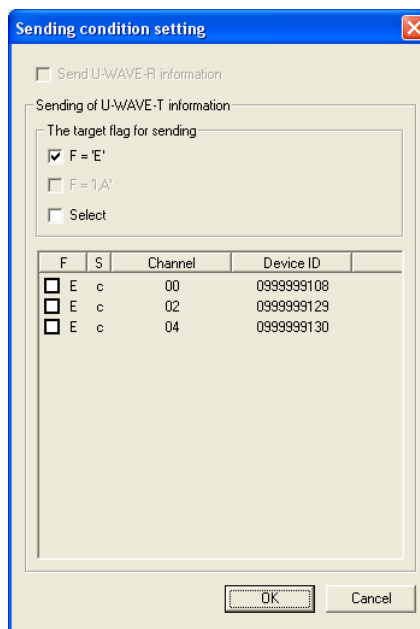 Sending condition setting
Send U-WAVE-R information
Sending of U-WAVE-T information
The target flag for sending
F = 'E'
F = 'I,A'
Select
F S Channel Device ID
E c 00 0999999108
E c 02 0999999129
E c 04 0999999130
OK Cancel